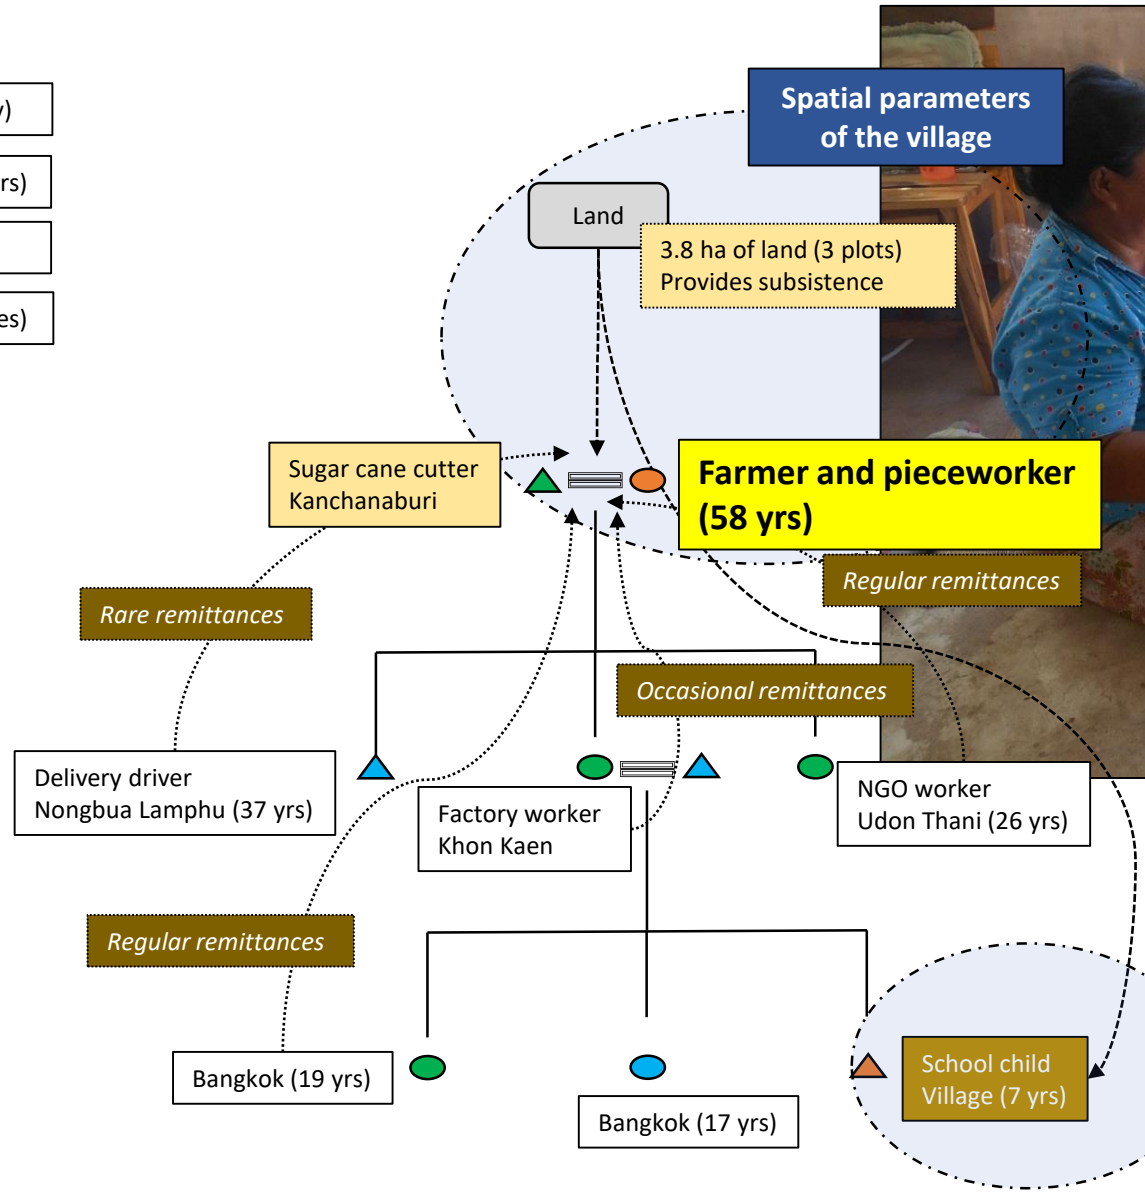 y)
rs)
es)
Spatial parameters
of the village
Land
3.8 ha of land (3 plots)
Provides subsistence
Sugar cane cutter
Kanchanaburi
Farmer and pieceworker
(58 yrs)
Regular remittances
Rare remittances
Occasional remittances
Delivery driver
Nongbua Lamphu (37 yrs)
Factory worker
Khon Kaen
NGO worker
Udon Thani (26 yrs)
Regular remittances
Bangkok (19 yrs)
Bangkok (17 yrs)
School child
Village (7 yrs)